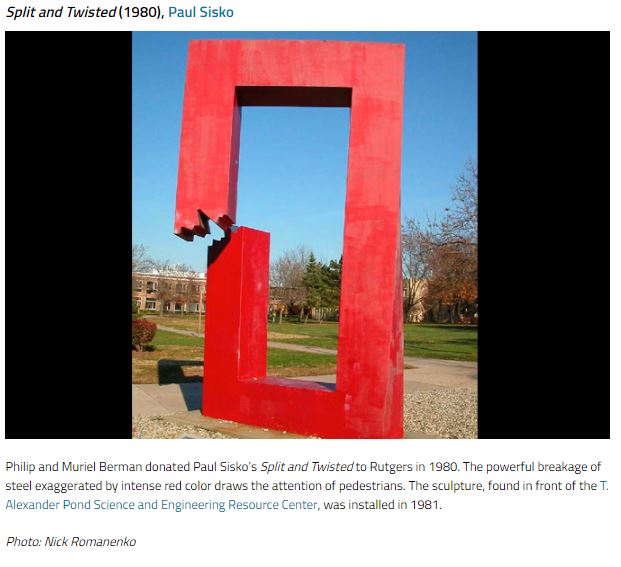 Split and Twisted (1980), Paul Sisko
Philip and Muriel Berman donated Paul Sisko's Split and Twisted to Rutgers in 1980. The powerful breakage of
steel exaggerated by intense red color draws the attention of pedestrians. The sculpture, found in front of the T.
Alexander Pond Science and Engineering Resource Center, was installed in 1981.
Photo: Nick Romanenko